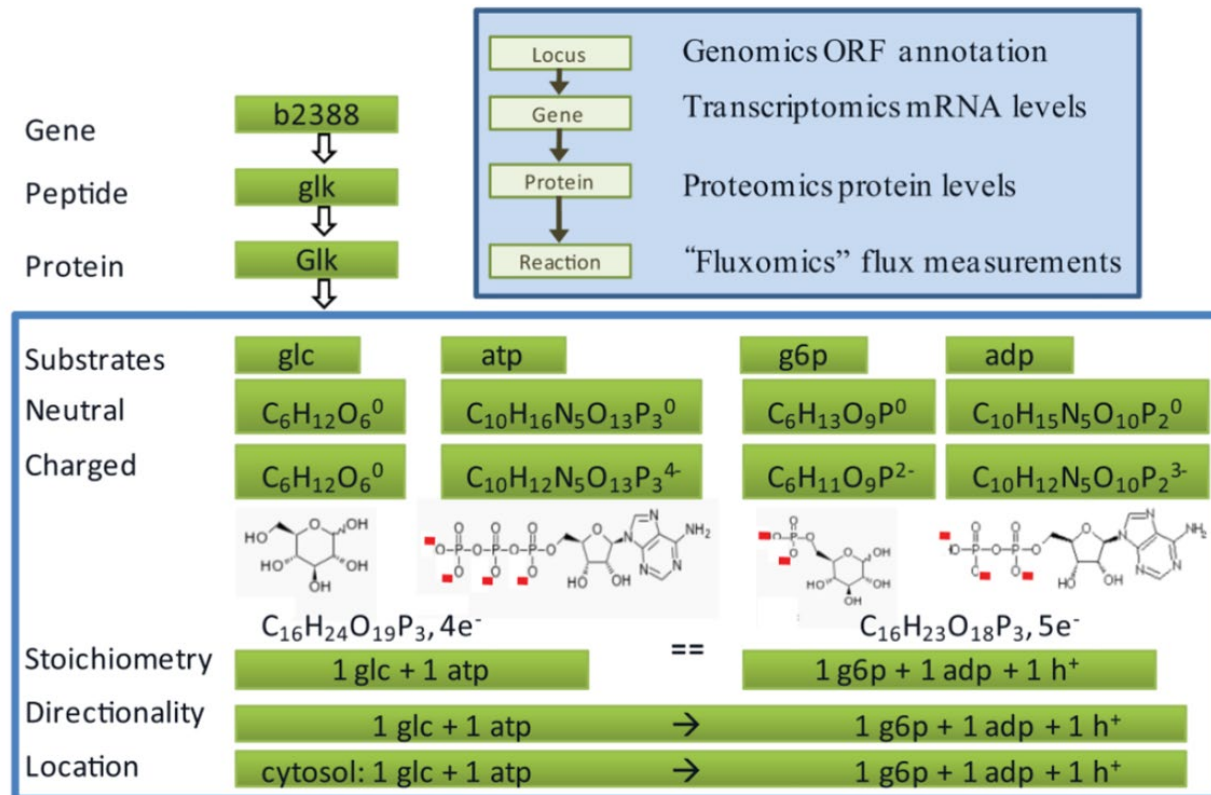 Locus Genomics ORF annotation
Gene Transcriptomics mRNA levels
Protein Proteomics protein levels
Reaction “Fluxomics” flux measurements
Gene b2388
Peptide glk
Protein Glk
Substrates glc atp g6p adp
Neutral C₆H₁₂O₆⁰ C₁₀H₁₆N₅O₁₃P₃⁰ C₆H₁₃O₉P⁰ C₁₀H₁₅N₅O₁₀P₂⁰
Charged C₆H₁₂O₆⁰ C₁₀H₁₂N₅O₁₃P₃⁴⁻ C₆H₁₁O₉P²⁻ C₁₀H₁₂N₅O₁₀P₂³⁻
C₁₆H₂₄O₁₉P₃, 4e⁻ == C₁₆H₂₃O₁₈P₃, 5e⁻
Stoichiometry 1 glc + 1 atp 1 g6p + 1 adp + 1 h⁺
Directionality 1 glc + 1 atp → 1 g6p + 1 adp + 1 h⁺
Location cytosol: 1 glc + 1 atp → 1 g6p + 1 adp + 1 h⁺